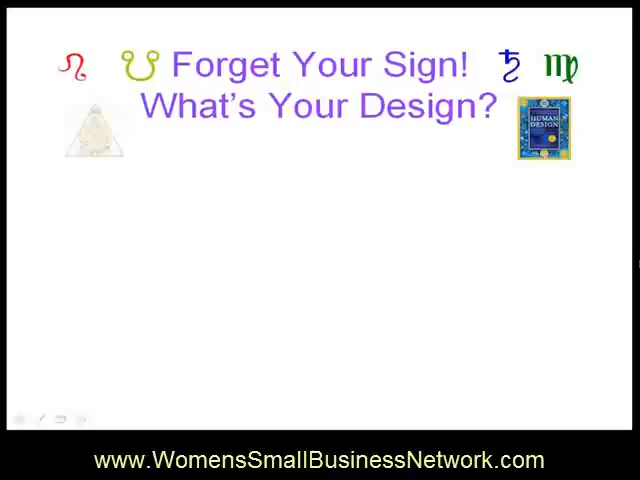 Forget Your Sign!
What's Your Design?
HUMAN
DESIGN
www.WomensSmallBusinessNetwork.com